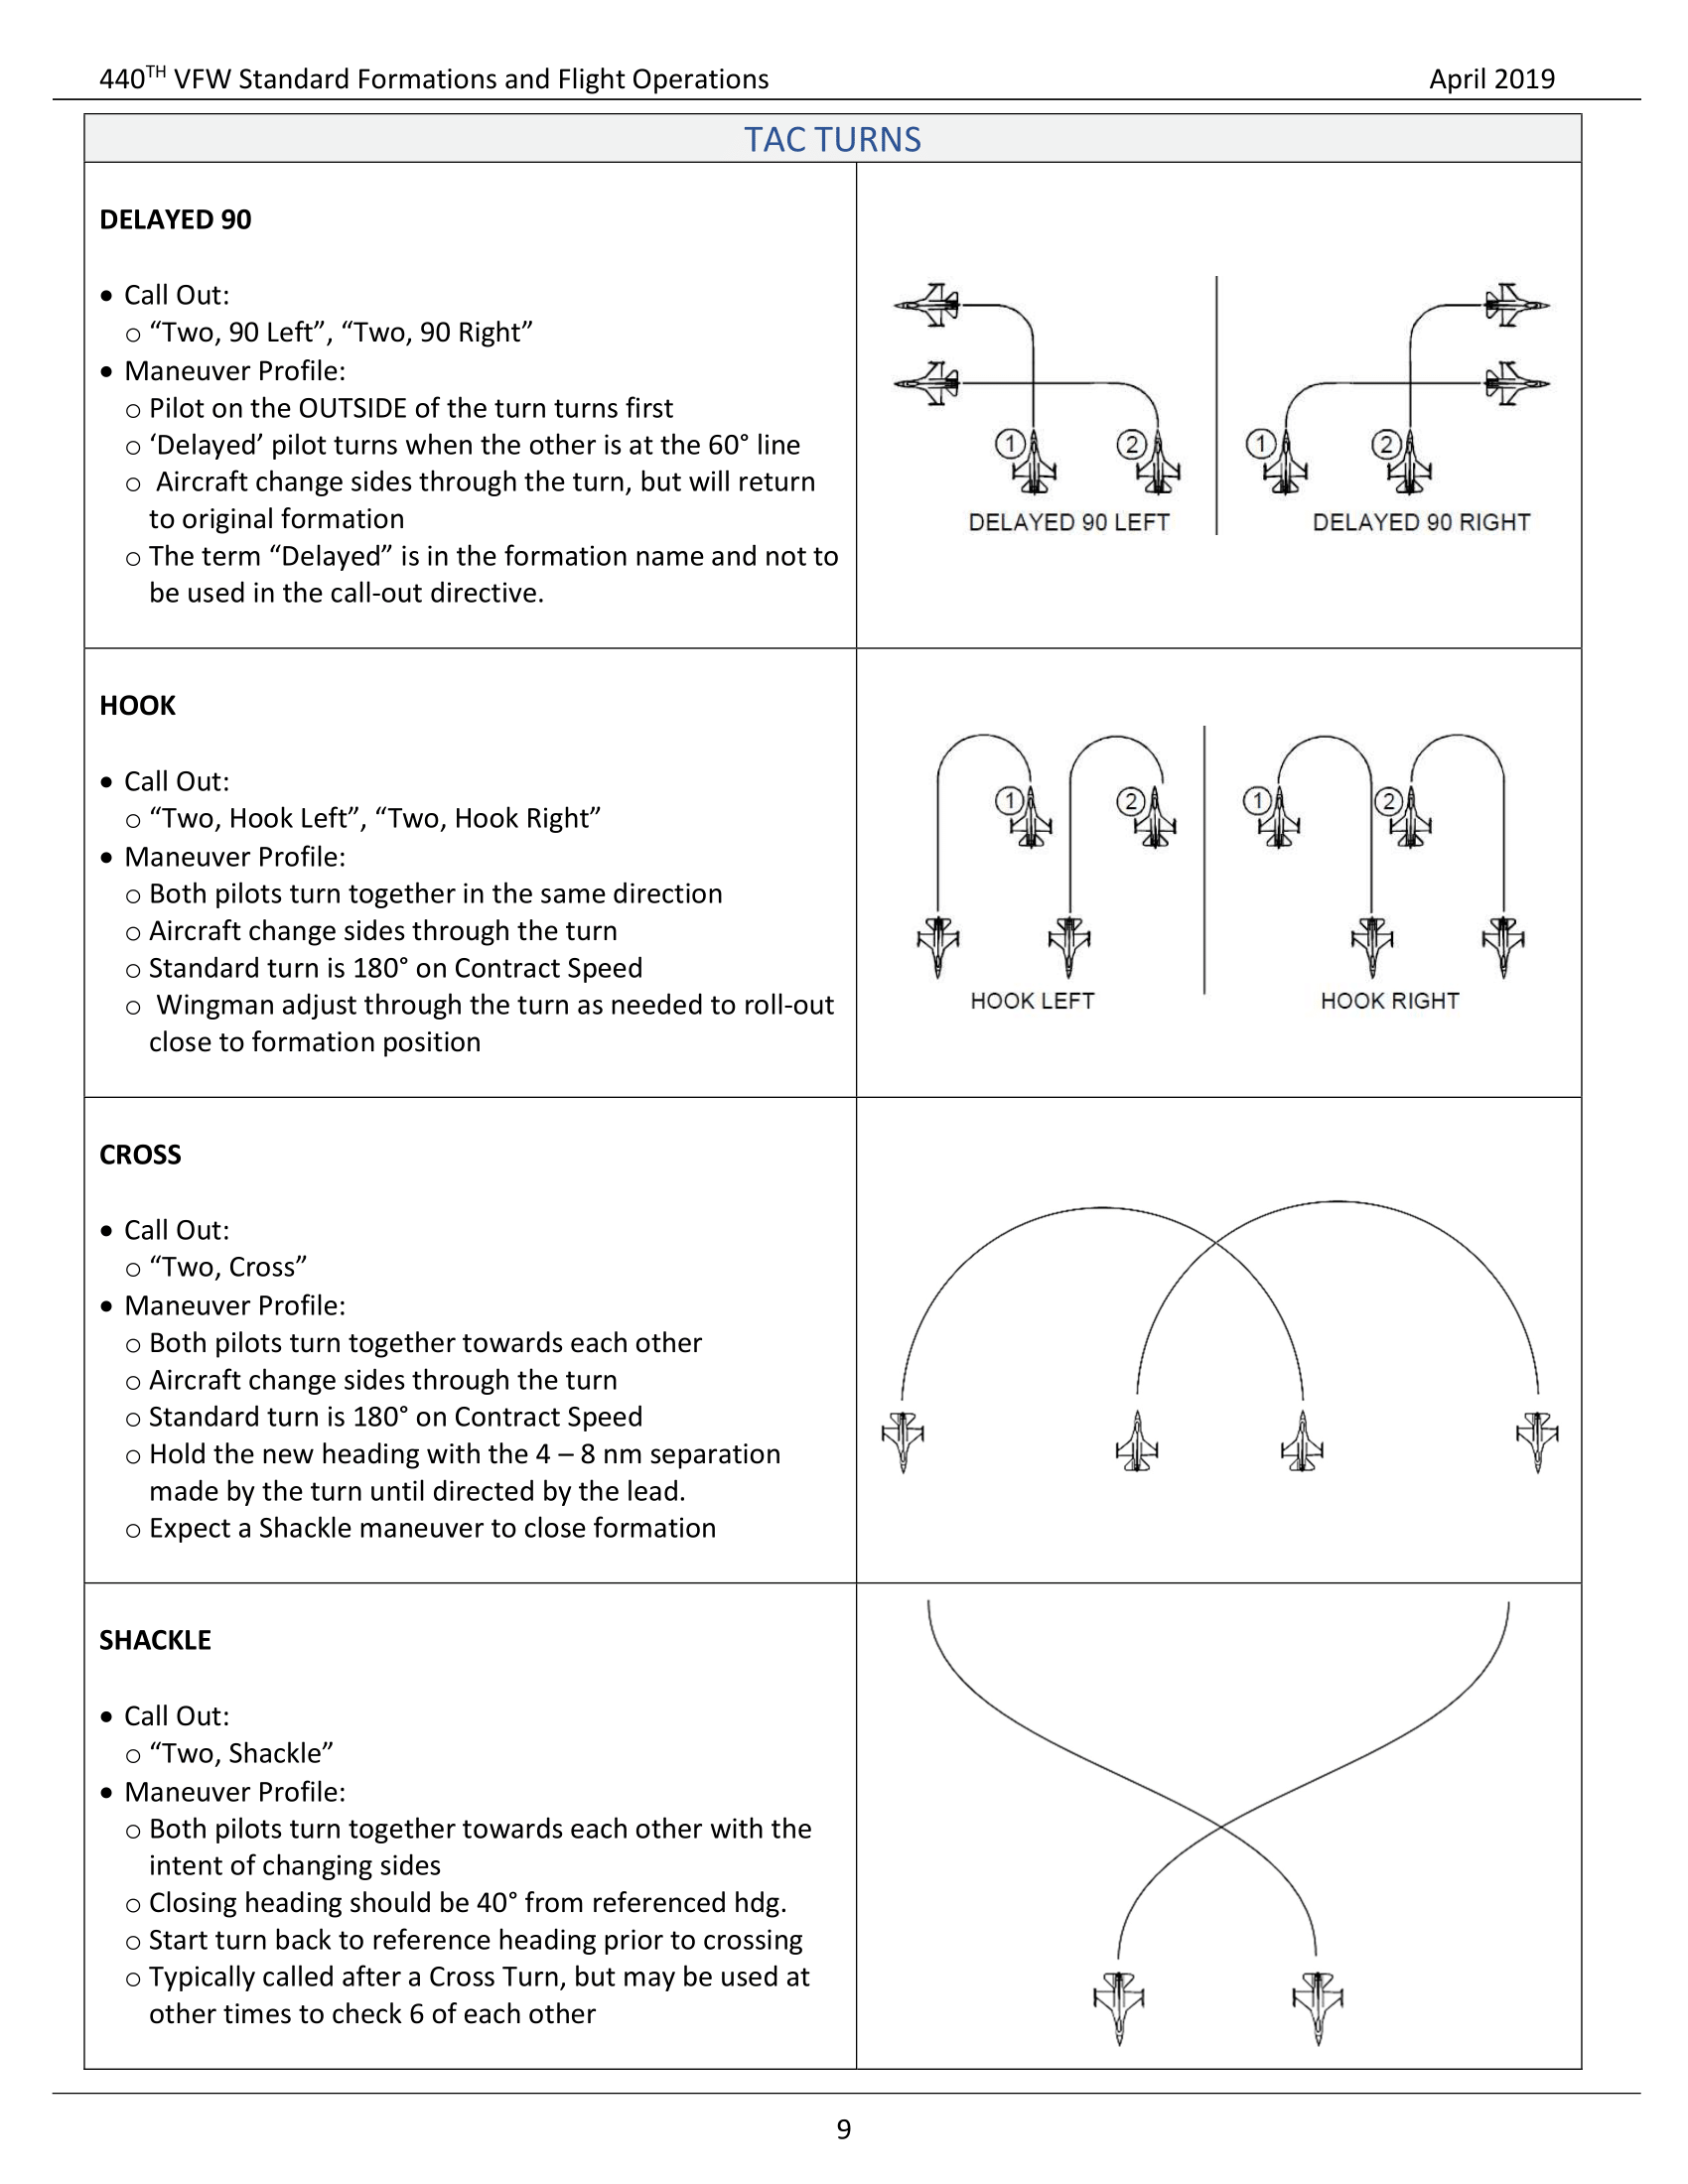 440TH VFW Standard Formations and Flight Operations April 2019
TAC TURNS
DELAYED 90
• Call Out:
o “Two, 90 Left”, “Two, 90 Right”
• Maneuver Profile:
o Pilot on the OUTSIDE of the turn turns first
o ‘Delayed’ pilot turns when the other is at the 60° line
o Aircraft change sides through the turn, but will return
to original formation
o The term “Delayed” is in the formation name and not to
be used in the call-out directive.
1 2 1 2
DELAYED 90 LEFT DELAYED 90 RIGHT
HOOK
• Call Out:
o “Two, Hook Left”, “Two, Hook Right”
• Maneuver Profile:
o Both pilots turn together in the same direction
o Aircraft change sides through the turn
o Standard turn is 180° on Contract Speed
o Wingman adjust through the turn as needed to roll-out
close to formation position
1 2 1 2
HOOK LEFT HOOK RIGHT
CROSS
• Call Out:
o “Two, Cross”
• Maneuver Profile:
o Both pilots turn together towards each other
o Aircraft change sides through the turn
o Standard turn is 180° on Contract Speed
o Hold the new heading with the 4 – 8 nm separation
made by the turn until directed by the lead.
o Expect a Shackle maneuver to close formation
SHACKLE
• Call Out:
o “Two, Shackle”
• Maneuver Profile:
o Both pilots turn together towards each other with the
intent of changing sides
o Closing heading should be 40° from referenced hdg.
o Start turn back to reference heading prior to crossing
o Typically called after a Cross Turn, but may be used at
other times to check 6 of each other
9